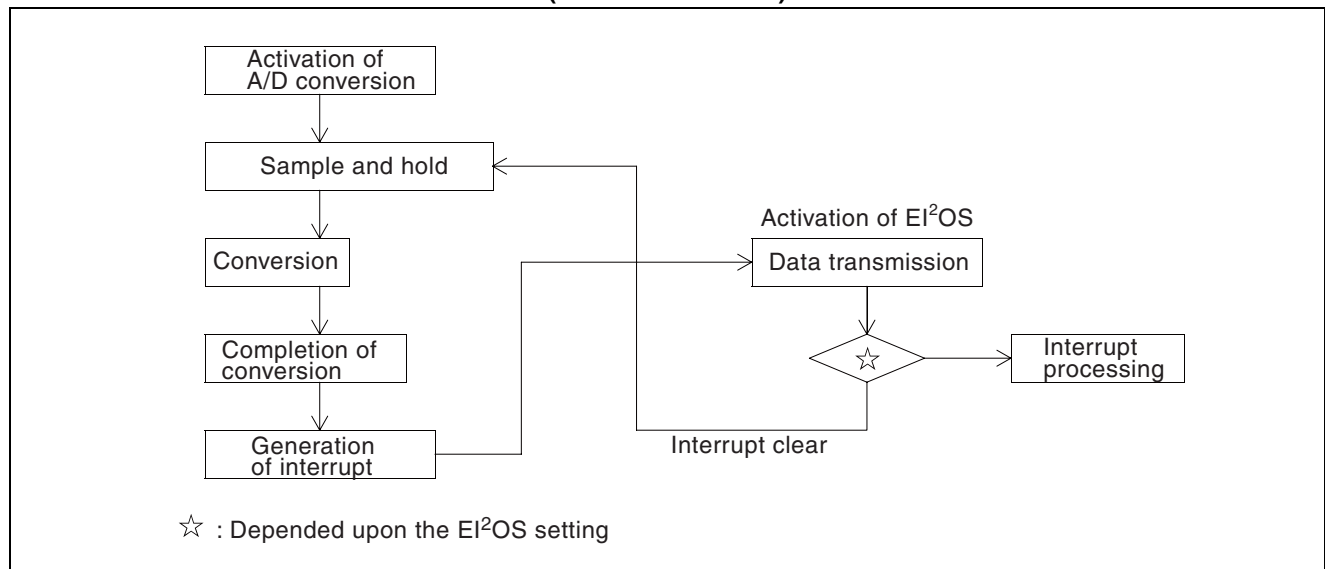 Activation of
A/D conversion
Sample and hold
Conversion
Completion of
conversion
Generation
of interrupt
Activation of EI²OS
Data transmission
☆
Interrupt
processing
Interrupt clear
☆ : Depended upon the EI²OS setting